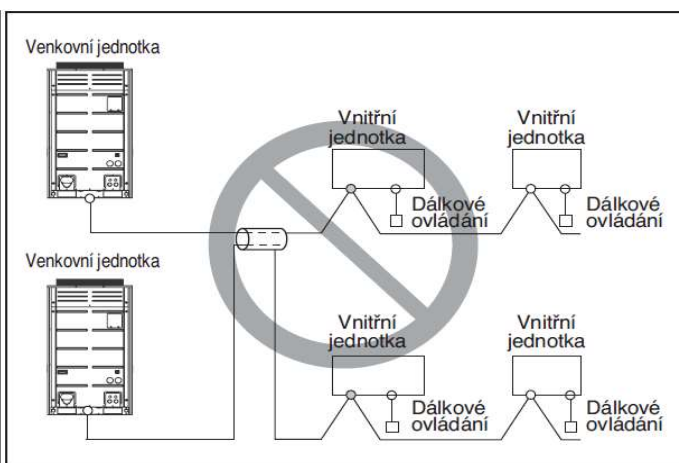 Venkovní jednotka
Vnitřní
jednotka
Vnitřní
jednotka
Dálkové
ovládání
Dálkové
ovládání
Venkovní jednotka
Vnitřní
jednotka
Vnitřní
jednotka
Dálkové
ovládání
Dálkové
ovládání